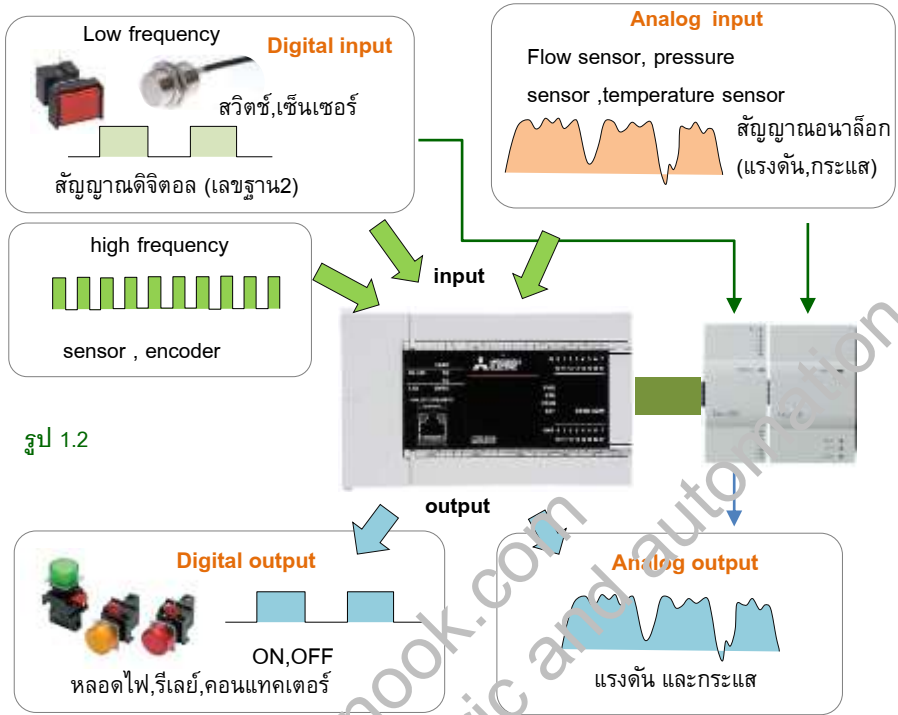 Low frequency
Digital input
สวิตช์,เซ็นเซอร์
สัญญาณดิจิตอล (เลขฐาน2)
Analog input
Flow sensor, pressure
sensor ,temperature sensor
สัญญาณอนาล็อก
(แรงดัน,กระแส)
high frequency
sensor , encoder
input
รูป 1.2
output
Digital output
ON,OFF
หลอดไฟ,รีเลย์,คอนแทคเตอร์
Analog output
แรงดัน และกระแส
nook.com
ic and automation